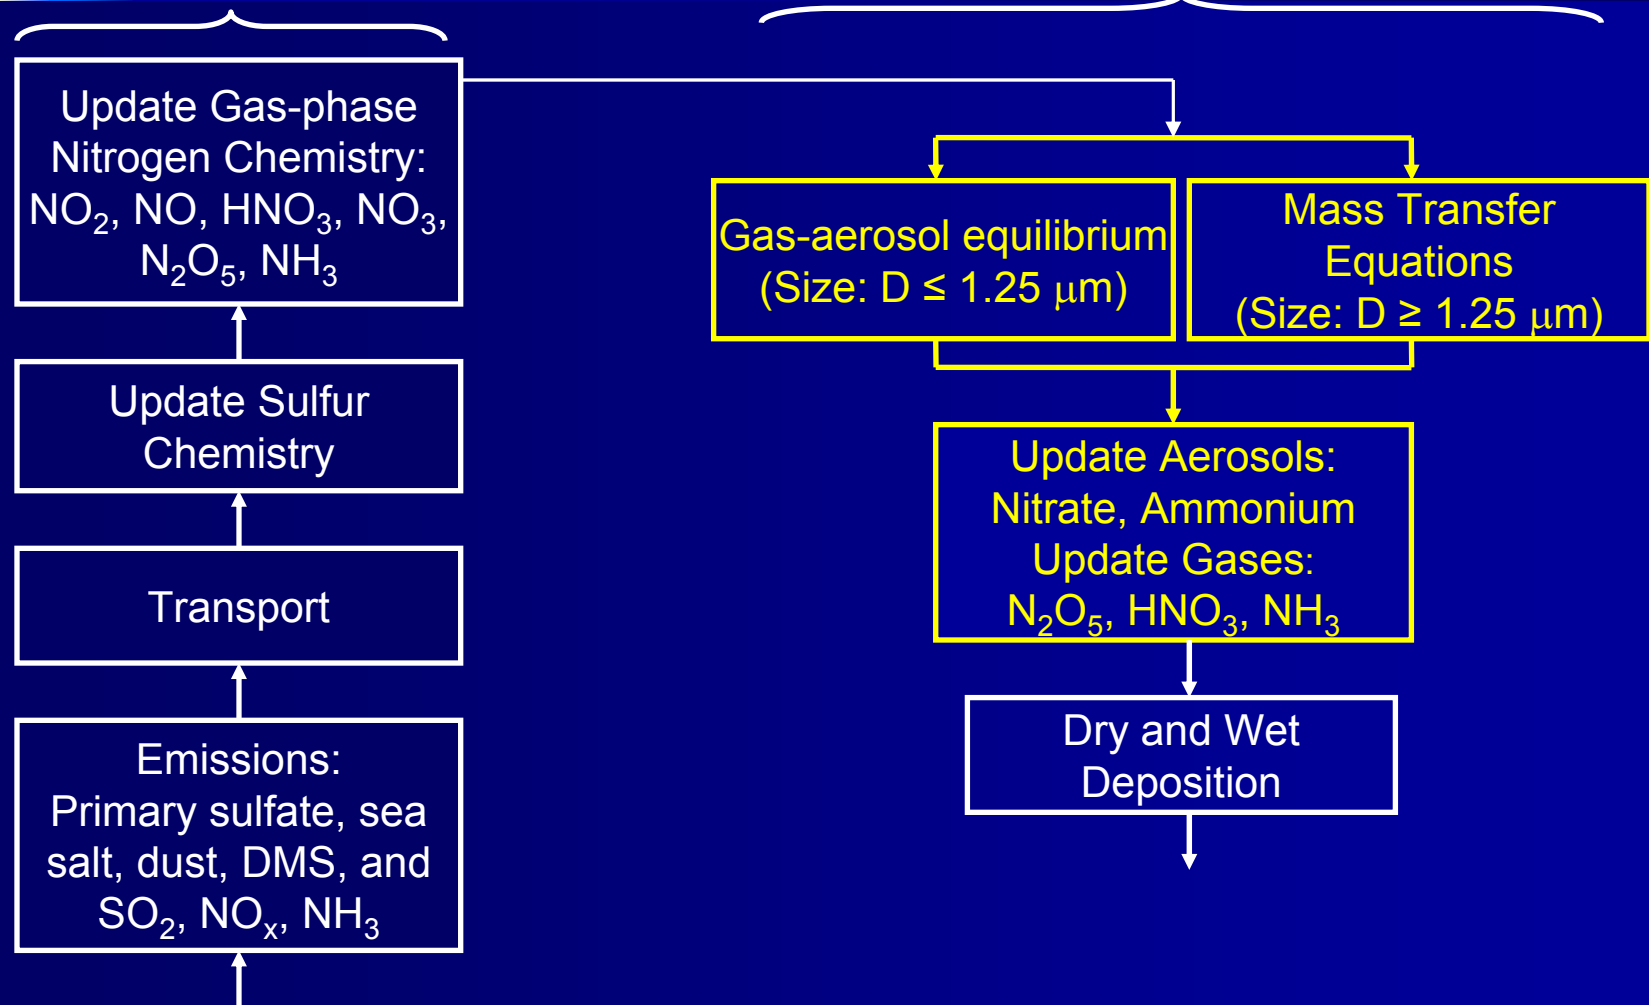 Update Gas-phase
Nitrogen Chemistry:
NO₂, NO, HNO₃, NO₃,
N₂O₅, NH₃
Update Sulfur
Chemistry
Transport
Emissions:
Primary sulfate, sea
salt, dust, DMS, and
SO₂, NOₓ, NH₃
Gas-aerosol equilibrium
(Size: D ≤ 1.25 μm)
Mass Transfer
Equations
(Size: D ≥ 1.25 μm)
Update Aerosols:
Nitrate, Ammonium
Update Gases:
N₂O₅, HNO₃, NH₃
Dry and Wet
Deposition